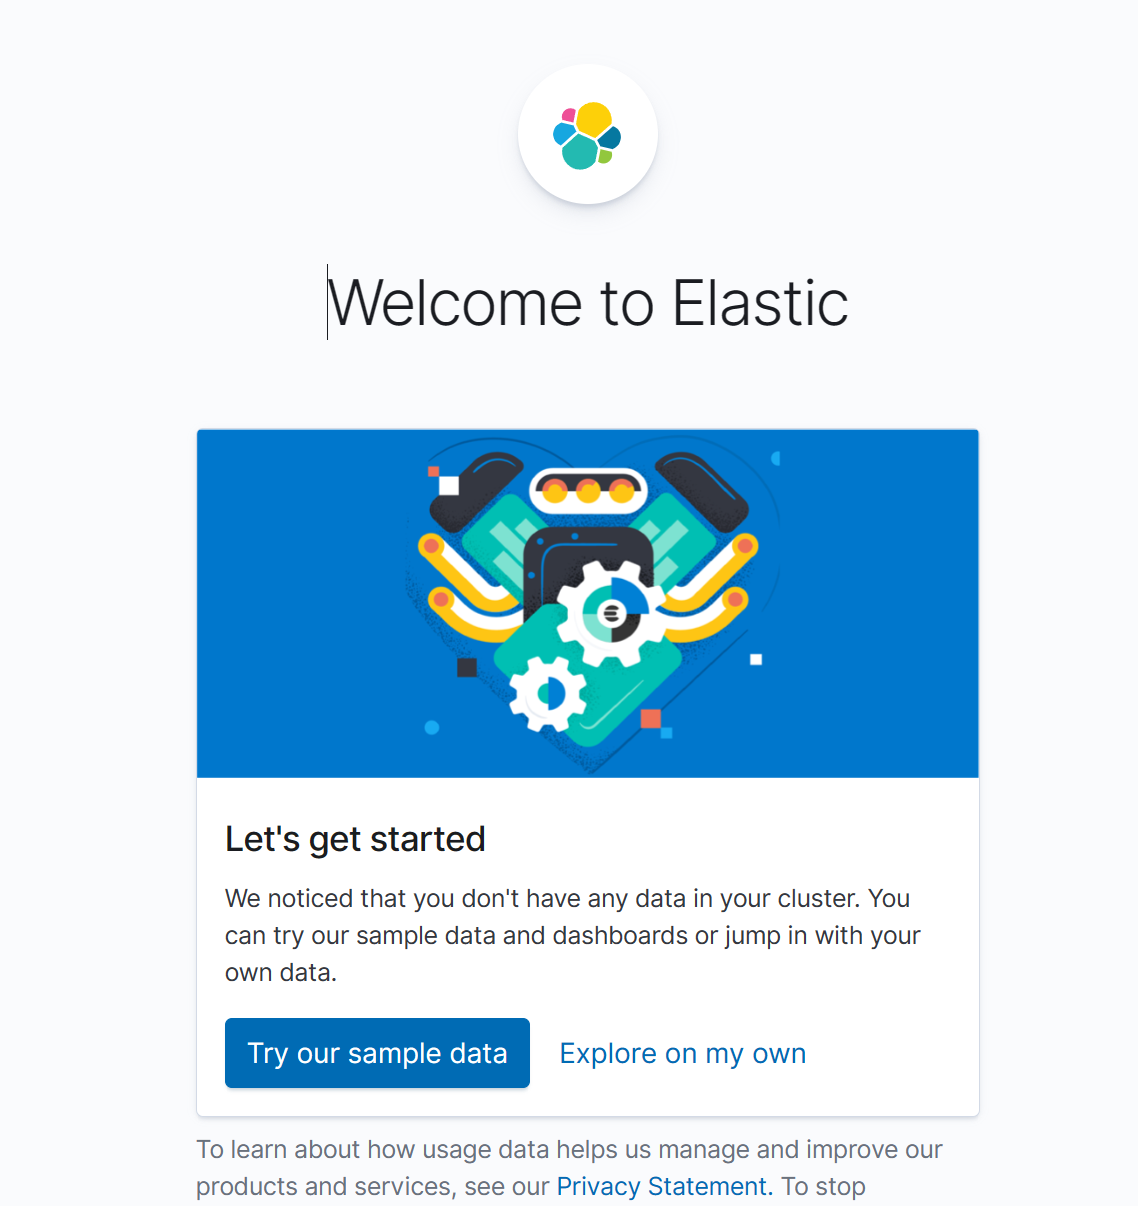 Welcome to Elastic
Let's get started
We noticed that you don't have any data in your cluster. You
can try our sample data and dashboards or jump in with your
own data.
Try our sample data
Explore on my own
To learn about how usage data helps us manage and improve our
products and services, see our Privacy Statement. To stop